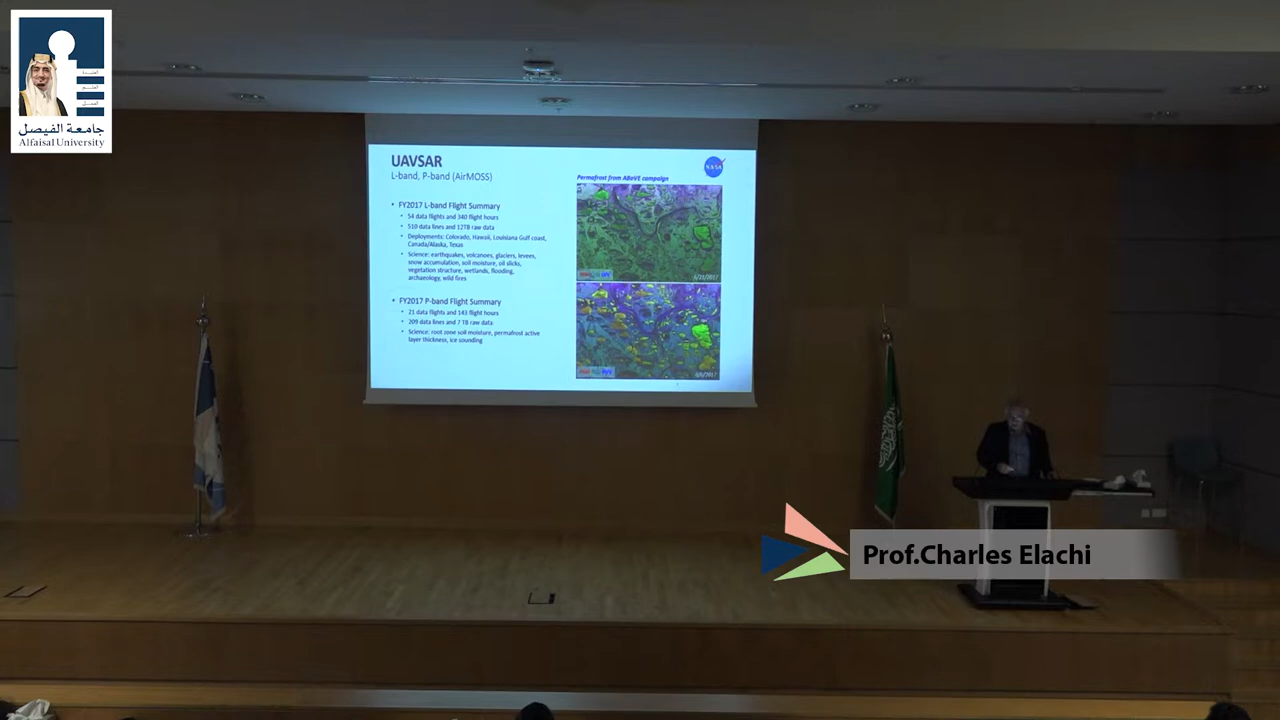 العقيدة
العلم
العمل
جامعة الفيصل
Alfaisal University
UAVSAR
L-band, P-band (AirMOSS)
NASA
Permafrost from ABoVE campaign
• FY2017 L-band Flight Summary
• 54 data flights and 340 flight hours
• 510 data lines and 12TB raw data
• Deployments: Colorado, Hawaii, Louisiana Gulf coast,
Canada/Alaska, Texas
• Science: earthquakes, volcanoes, glaciers, levees,
snow accumulation, soil moisture, oil slicks,
vegetation structure, wetlands, flooding,
archaeology, wild fires
• FY2017 P-band Flight Summary
• 21 data flights and 143 flight hours
• 209 data lines and 7 TB raw data
• Science: root zone soil moisture, permafrost active
layer thickness, ice sounding
Prof.Charles Elachi